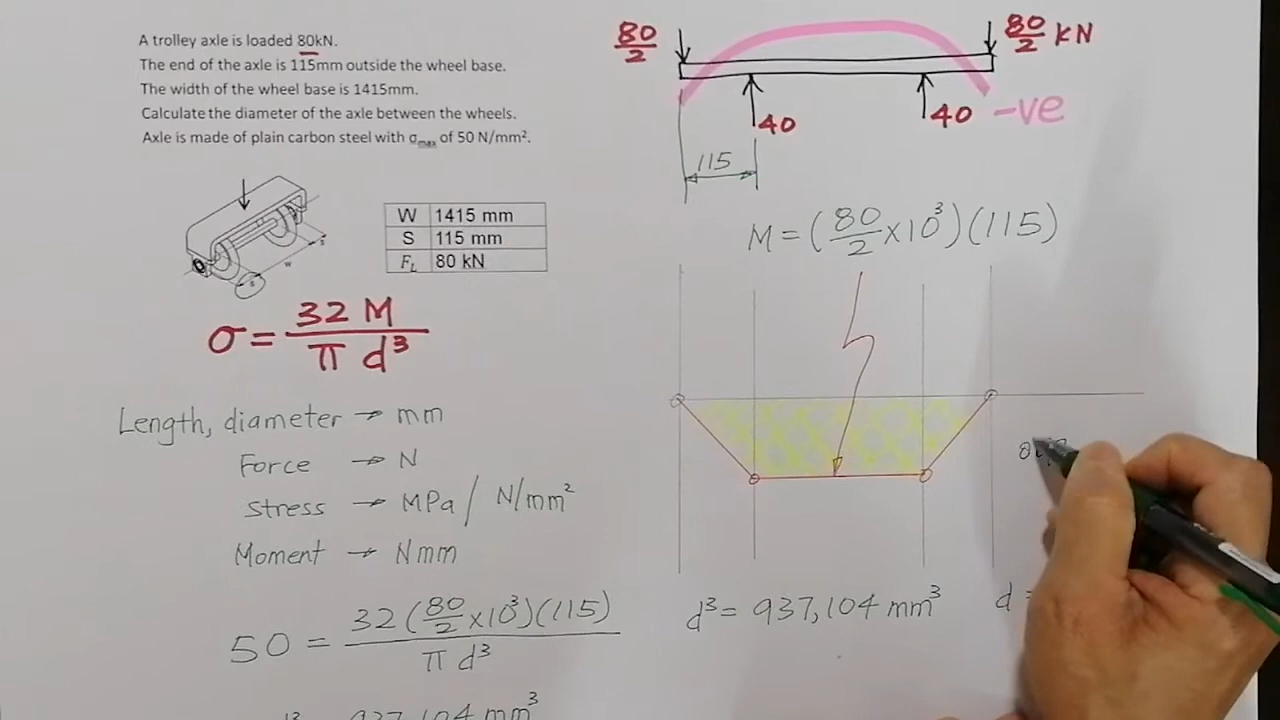 A trolley axle is loaded 80kN.
The end of the axle is 115mm outside the wheel base.
The width of the wheel base is 1415mm.
Calculate the diameter of the axle between the wheels.
Axle is made of plain carbon steel with σmax of 50 N/mm².
W 1415 mm
S 115 mm
FL 80 kN
σ = 32 M / π d³
Length, diameter → mm
Force → N
Stress → MPa / N/mm²
Moment → Nmm
50 = 32 (80/2 x10³)(115) / π d³
d³ 937,104 mm³
80/2
80/2 kN
40
40
-ve
115
M = (80/2 x10³)(115)
d³ = 937,104 mm³
d =